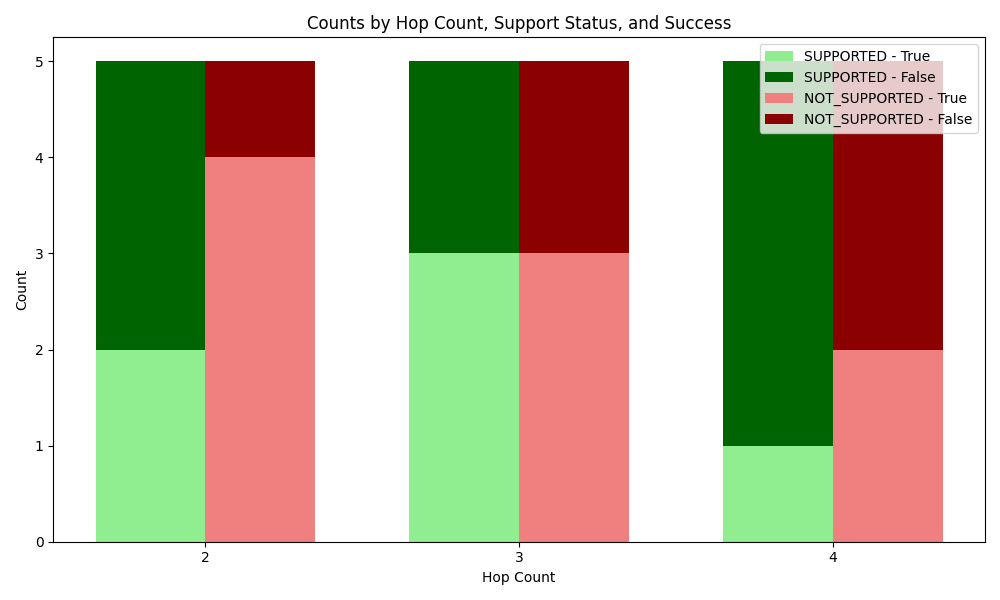 Counts by Hop Count, Support Status, and Success
SUPPORTED - True
SUPPORTED - False
NOT_SUPPORTED - True
NOT_SUPPORTED - False
Count
5
4
3
2
1
0
2
3
4
Hop Count